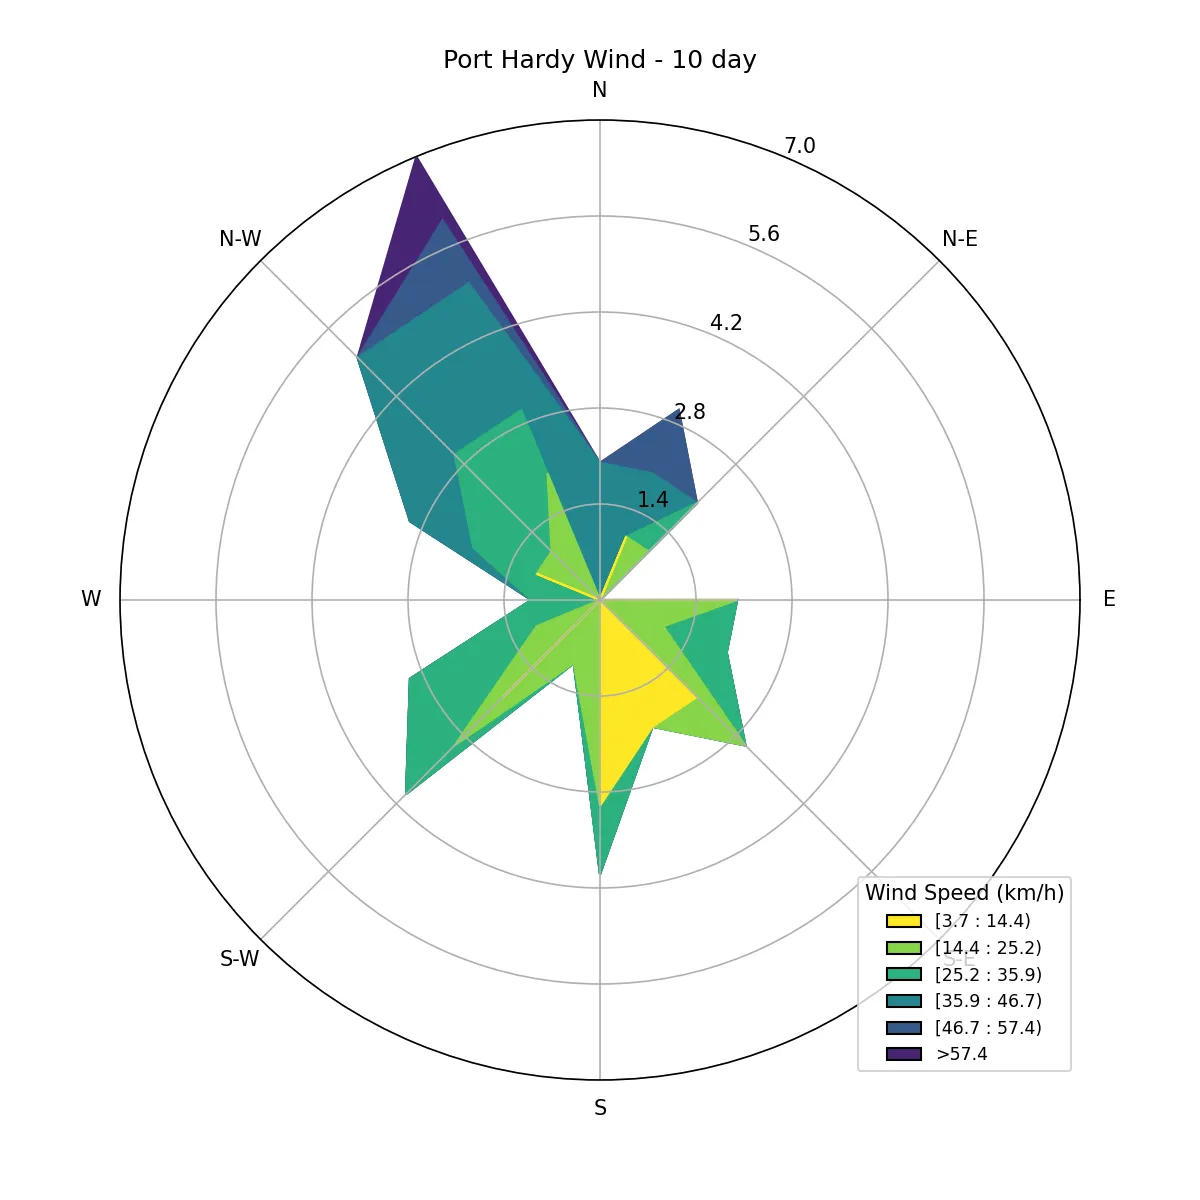 Port Hardy Wind - 10 day
N
7.0
N-W
5.6
N-E
4.2
2.8
1.4
W
E
Wind Speed (km/h)
[3.7 : 14.4)
[14.4 : 25.2)
S-W
S-E
[25.2 : 35.9)
[35.9 : 46.7)
[46.7 : 57.4)
>57.4
S